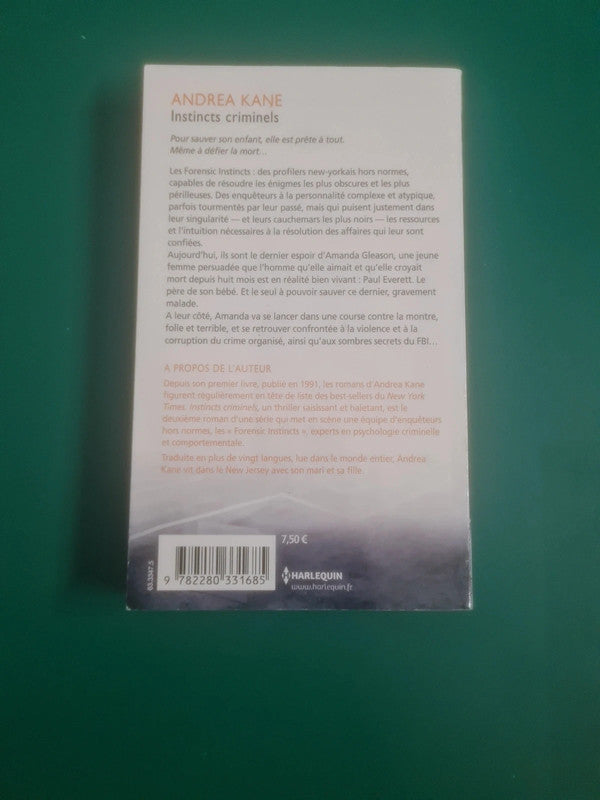 ANDREA KANE
Instincts criminels
Pour sauver son enfant, elle est prête à tout.
Même à défier la mort…
Les Forensic Instincts : des profilers new-yorkais hors normes,
capables de résoudre les énigmes les plus obscures et les plus
périlleuses. Des enquêteurs à la personnalité complexe et atypique,
parfois tourmentés par leur passé, mais qui puisent justement dans
leur singularité — et leurs cauchemars les plus noirs — les ressources
et l'intuition nécessaires à la résolution des affaires qui leur sont
confiées.
Aujourd'hui, ils sont le dernier espoir d'Amanda Gleason, une jeune
femme persuadée que l'homme qu'elle aimait et qu'elle croyait
mort depuis huit mois est en réalité bien vivant : Paul Everett. Le
père de son bébé. Et le seul à pouvoir sauver ce dernier, gravement
malade.
A leur côté, Amanda va se lancer dans une course contre la montre,
folle et terrible, et se retrouver confrontée à la violence et à la
corruption du crime organisé, ainsi qu'aux sombres secrets du FBI…
A PROPOS DE L'AUTEUR
Depuis son premier livre, publié en 1991, les romans d'Andrea Kane
figurent régulièrement en tête de liste des best-sellers du New York
Times. Instincts criminels, un thriller saisissant et haletant, est le
deuxième roman d'une série qui met en scène une équipe d'enquêteurs
hors normes, les « Forensic Instincts », experts en psychologie criminelle
et comportementale.
Traduite en plus de vingt langues, lue dans le monde entier, Andrea
Kane vit dans le New Jersey avec son mari et sa fille.
7,50 €
63.3347.5
9 782280 331685
HARLEQUIN
www.harlequin.fr